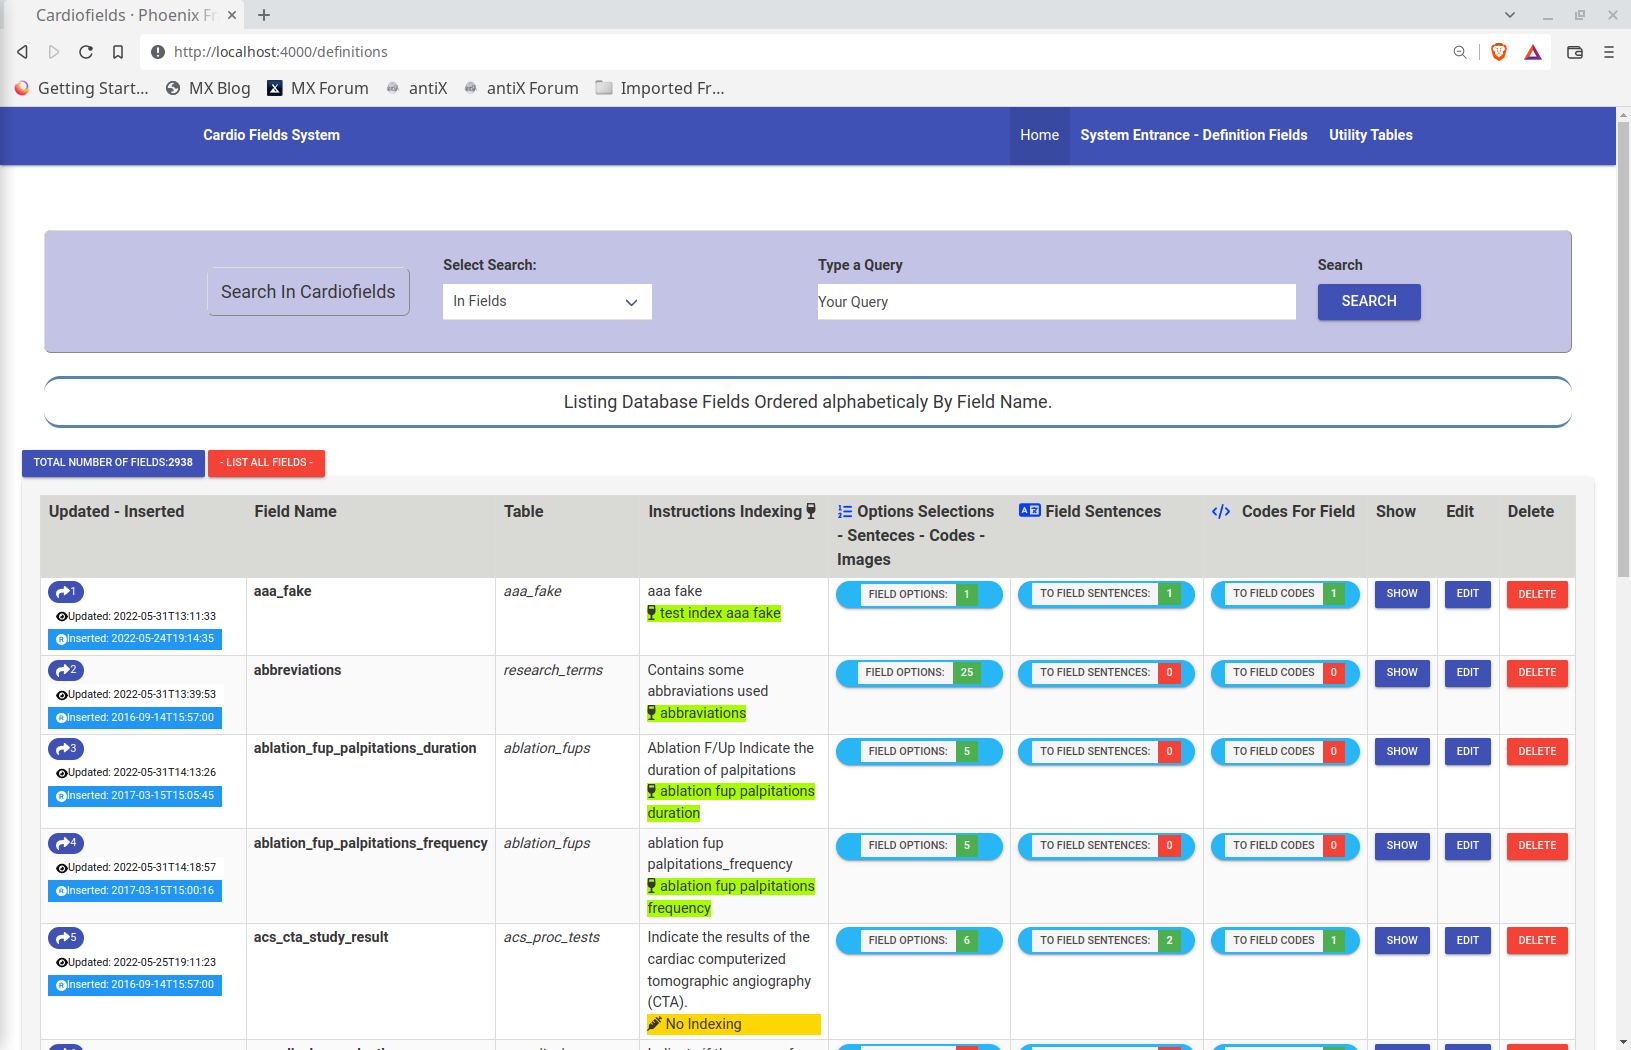 Cardiofields · Phoenix Fr
http://localhost:4000/definitions
Getting Start... MX Blog MX Forum antiX antiX Forum Imported Fr...
Cardio Fields System Home System Entrance - Definition Fields Utility Tables
Select Search: Type a Query Search
Search In Cardiofields In Fields Your Query SEARCH
Listing Database Fields Ordered alphabeticaly By Field Name.
TOTAL NUMBER OF FIELDS:2938 - LIST ALL FIELDS -
Updated - Inserted Field Name Table Instructions Indexing Options Selections Field Sentences Codes For Field Show Edit Delete
- Senteces - Codes -
Images
1 aaa_fake aaa_fake aaa fake FIELD OPTIONS: 1 TO FIELD SENTENCES: 1 TO FIELD CODES 1 SHOW EDIT DELETE
Updated: 2022-05-31T13:11:33 test index aaa fake
Inserted: 2022-05-24T19:14:35
2 abbreviations research_terms Contains some FIELD OPTIONS: 25 TO FIELD SENTENCES: 0 TO FIELD CODES 0 SHOW EDIT DELETE
Updated: 2022-05-31T13:39:53 abbraviations used
Inserted: 2016-09-14T15:57:00 abbraviations
3 ablation_fup_palpitations_duration ablation_fups Ablation F/Up Indicate the FIELD OPTIONS: 5 TO FIELD SENTENCES: 0 TO FIELD CODES 0 SHOW EDIT DELETE
Updated: 2022-05-31T14:13:26 duration of palpitations
Inserted: 2017-03-15T15:05:45 ablation fup palpitations
duration
4 ablation_fup_palpitations_frequency ablation_fups ablation fup FIELD OPTIONS: 5 TO FIELD SENTENCES: 0 TO FIELD CODES 0 SHOW EDIT DELETE
Updated: 2022-05-31T14:18:57 palpitations_frequency
Inserted: 2017-03-15T15:00:16 ablation fup palpitations
frequency
5 acs_cta_study_result acs_proc_tests Indicate the results of the FIELD OPTIONS: 6 TO FIELD SENTENCES: 2 TO FIELD CODES 1 SHOW EDIT DELETE
Updated: 2022-05-25T19:11:23 cardiac computerized
Inserted: 2016-09-14T15:57:00 tomographic angiography
(CTA).
No Indexing